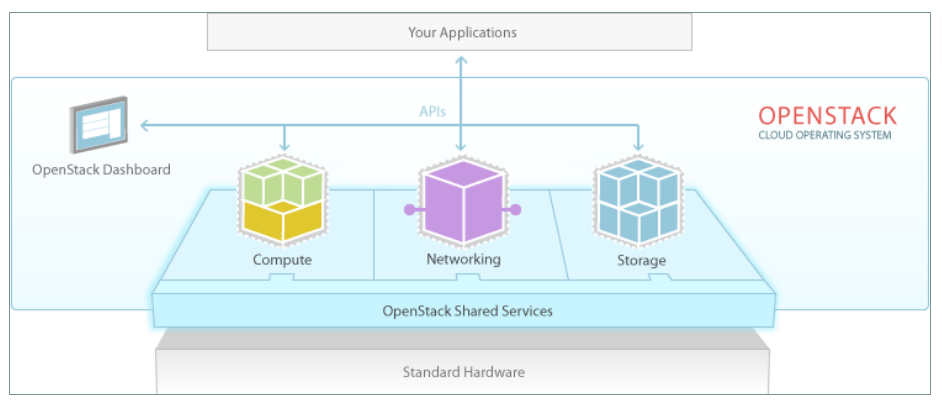 Your Applications
APIs
OPENSTACK
CLOUD OPERATING SYSTEM
OpenStack Dashboard
Compute
Networking
Storage
OpenStack Shared Services
Standard Hardware